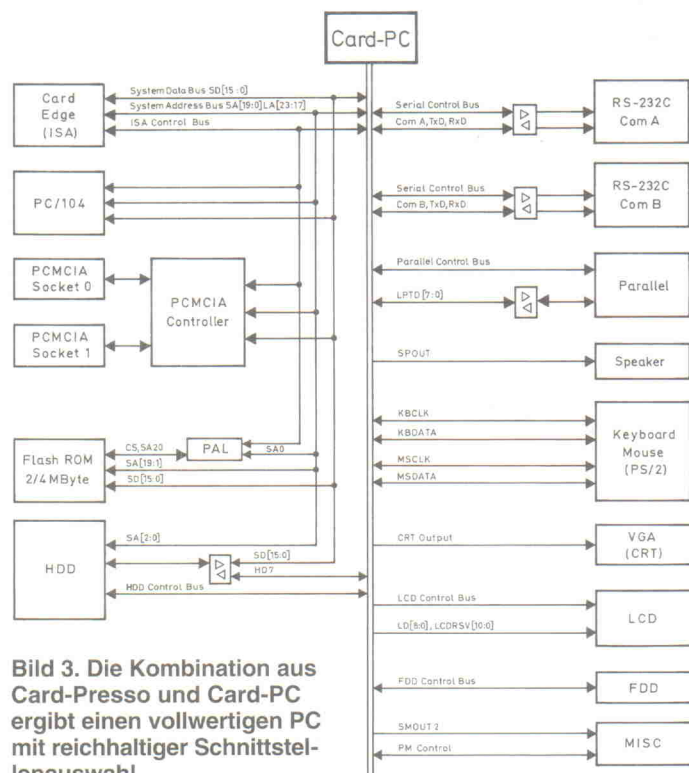 Card-PC
System Data Bus SD[15:0]
System Address Bus SA[19:0]LA[23:17]
ISA Control Bus
Card
Edge
(ISA)
PC/104
PCMCIA
Socket 0
PCMCIA
Socket 1
PCMCIA
Controller
Flash ROM
2/4MByte
CS,SA20
PAL
SA0
SA[19:1]
SD[15:0]
HDD
SA[2:0]
SD[15:0]
HD7
HDD Control Bus
Serial Control Bus
Com A,TxD,RxD
RS-232C
Com A
Serial Control Bus
Com B,TxD,RxD
RS-232C
Com B
Parallel Control Bus
LPTD[7:0]
Parallel
SPOUT
Speaker
KBCLK
KBDATA
MSCLK
MSDATA
Keyboard
Mouse
(PS/2)
CRT Output
VGA
(CRT)
LCD Control Bus
LD[8:0], LCDRSV[10:0]
LCD
FDD Control Bus
FDD
SMOUT 2
PM Control
MISC
Bild 3. Die Kombination aus
Card-Presso und Card-PC
ergibt einen vollwertigen PC
mit reichhaltiger Schnittstel-
lenauswahl